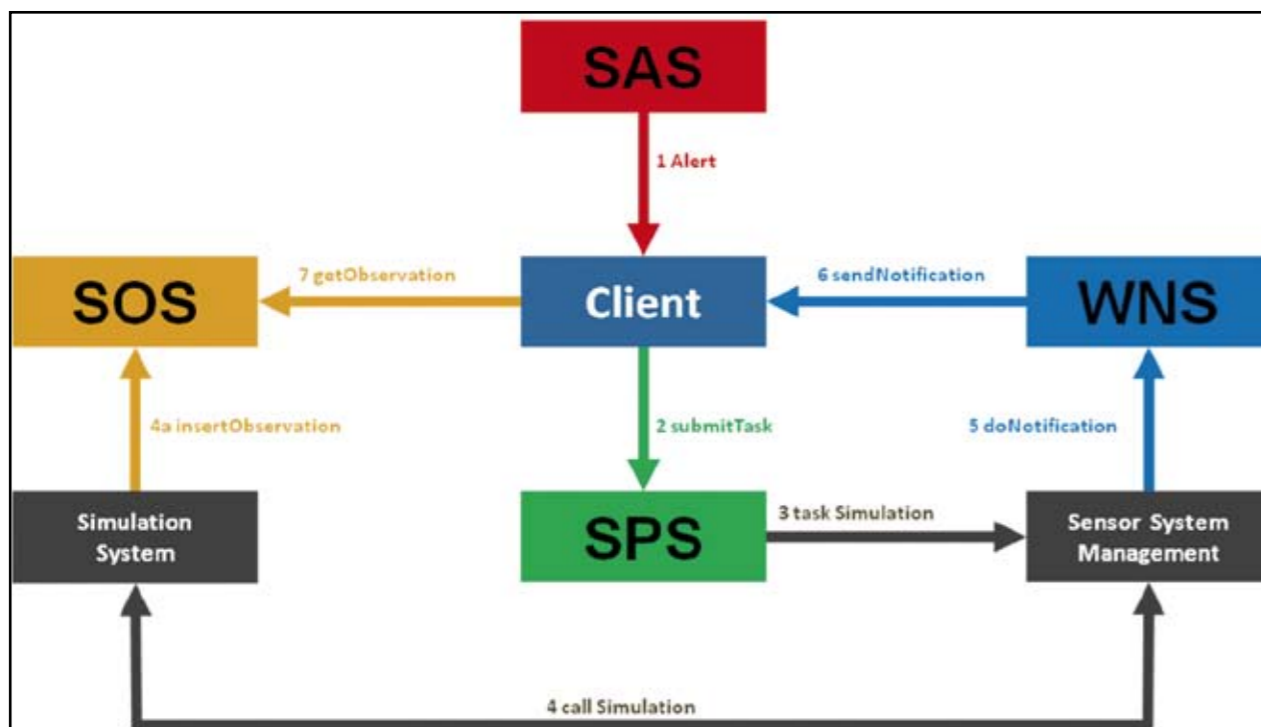 SAS
1 Alert
7 getObservation
6 sendNotification
SOS
Client
WNS
4a insertObservation
2 submitTask
5 doNotification
Simulation
System
SPS
3 task Simulation
Sensor System
Management
4 call Simulation